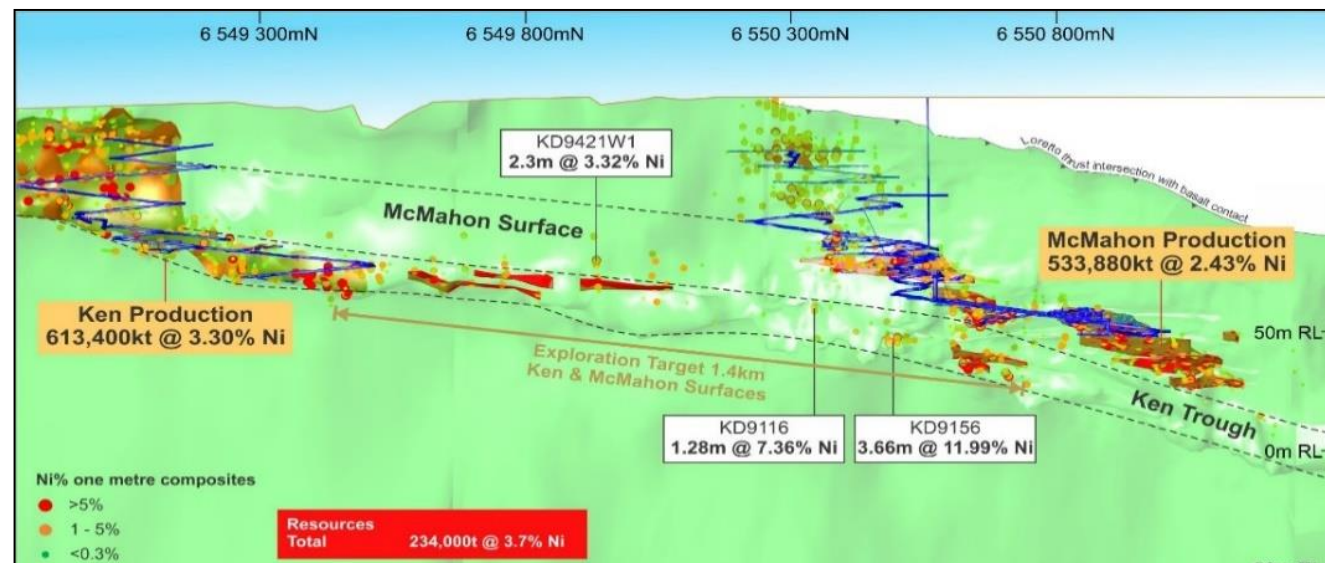 6 549 300mN
6 549 800mN
6 550 300mN
6 550 800mN
KD9421W1
2.3m @ 3.32% Ni
Loretto thrust intersection with basalt contact
McMahon Surface
McMahon Production
533,880kt @ 2.43% Ni
Ken Production
613,400kt @ 3.30% Ni
50m RL
Exploration Target 1.4km
Ken & McMahon Surfaces
Ken Trough
KD9116
1.28m @ 7.36% Ni
KD9156
3.66m @ 11.99% Ni
0m RL
Ni% one metre composites
>5%
1 - 5%
<0.3%
Resources
Total 234,000t @ 3.7% Ni